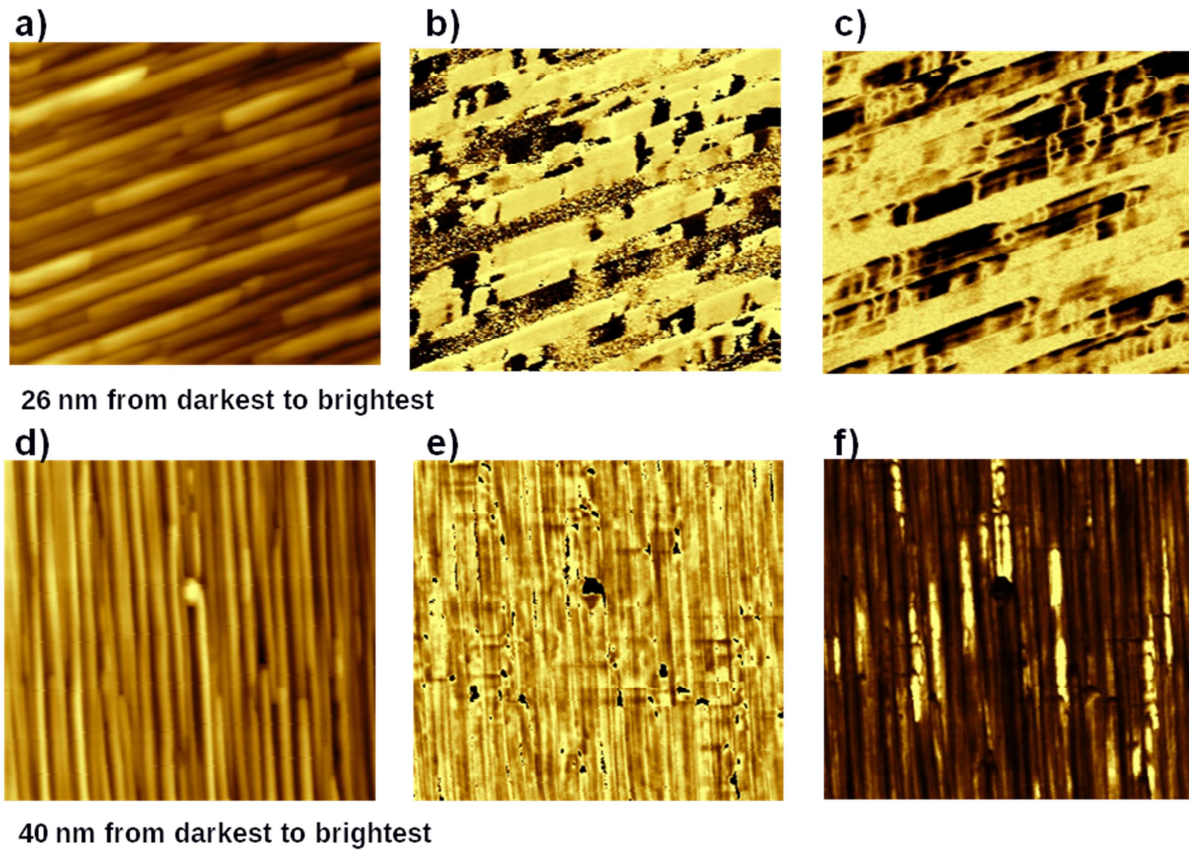 a) b) c)
26 nm from darkest to brightest
d) e) f)
40 nm from darkest to brightest